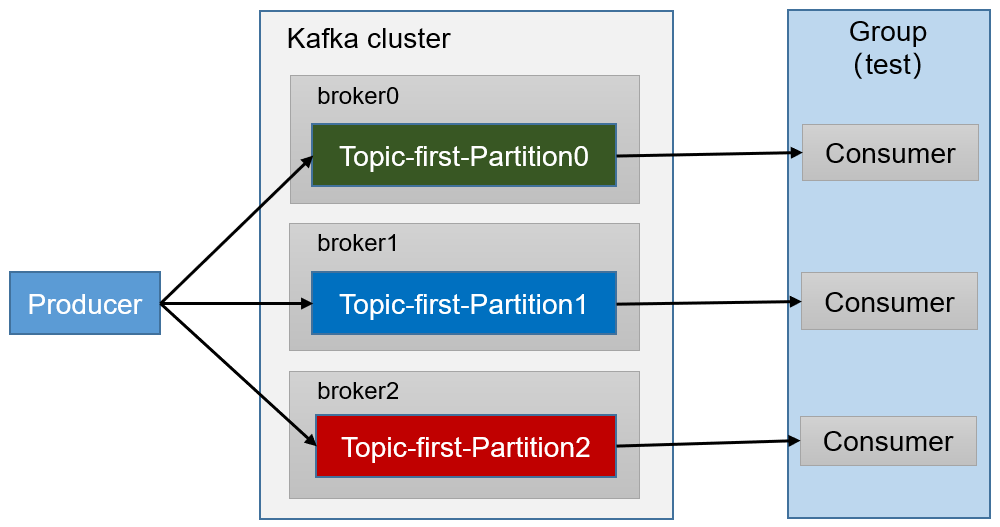 Kafka cluster
broker0
Topic-first-Partition0
broker1
Producer
Topic-first-Partition1
broker2
Topic-first-Partition2
Group
（test）
Consumer
Consumer
Consumer